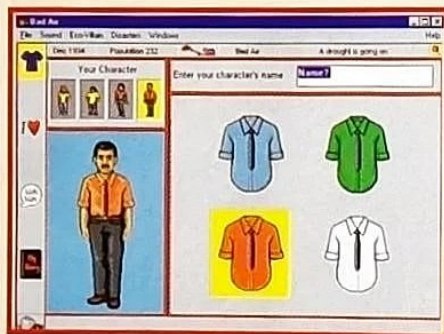 Bad Air
File Sound Eco-Villain Disasters Windows Help
Dec 1994 Population 232 Bad Air A drought is going on
Your Character
Enter your character's name Name?
I